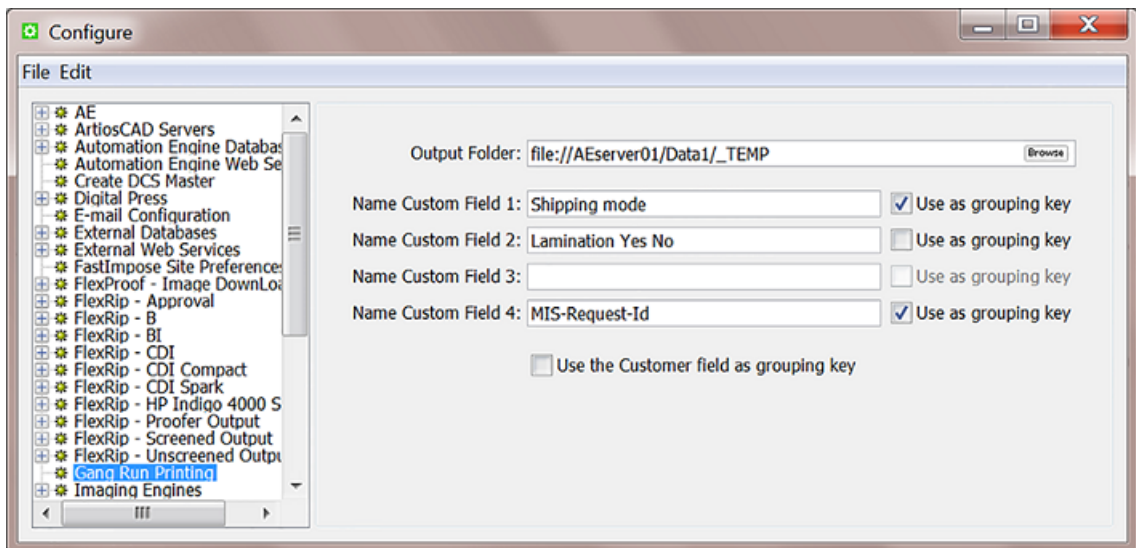 Configure
File Edit
AE
ArtiosCAD Servers
Automation Engine Databas
Automation Engine Web Se
Create DCS Master
Digital Press
E-mail Configuration
External Databases
External Web Services
FastImpose Site Preference
FlexProof - Image DownLoa
FlexRip - Approval
FlexRip - B
FlexRip - BI
FlexRip - CDI
FlexRip - CDI Compact
FlexRip - CDI Spark
FlexRip - HP Indigo 4000 S
FlexRip - Proofer Output
FlexRip - Screened Output
FlexRip - Unscreened Outpu
Gang Run Printing
Imaging Engines
Output Folder: file://AEserver01/Data1/_TEMP Browse
Name Custom Field 1: Shipping mode Use as grouping key
Name Custom Field 2: Lamination Yes No Use as grouping key
Name Custom Field 3: Use as grouping key
Name Custom Field 4: MIS-Request-Id Use as grouping key
Use the Customer field as grouping key